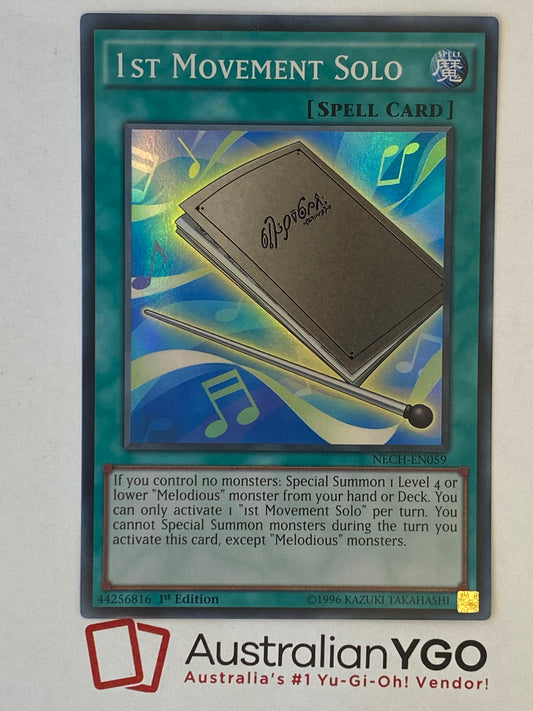 1st Movement Solo
SPELL
魔
[Spell Card]
NECH-EN059
If you control no monsters: Special Summon 1 Level 4 or
lower "Melodious" monster from your hand or Deck. You
can only activate 1 "1st Movement Solo" per turn. You
cannot Special Summon monsters during the turn you
activate this card, except "Melodious" monsters.
44256816 1st Edition ©1996 KAZUKI TAKAHASHI
AustralianYGO
Australia's #1 Yu-Gi-Oh! Vendor!